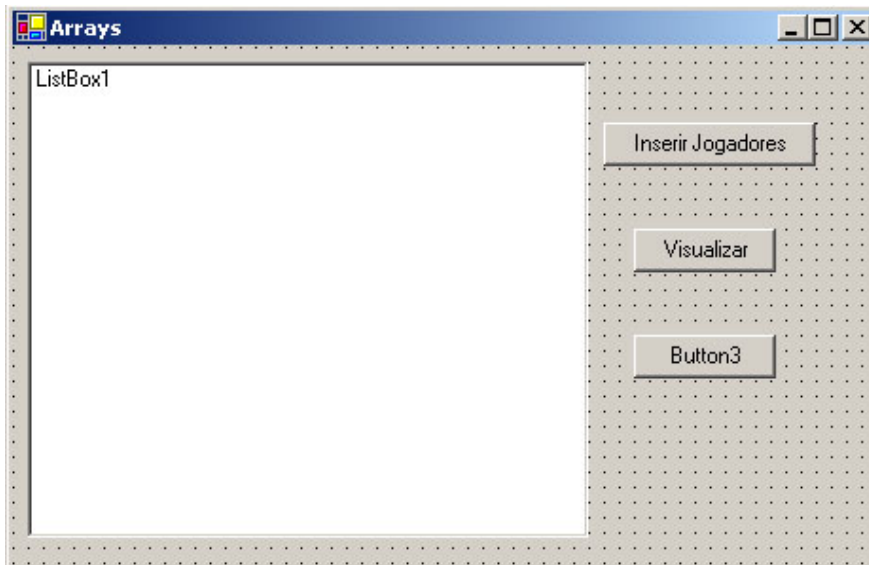 Arrays
ListBox1
Inserir Jogadores
Visualizar
Button3